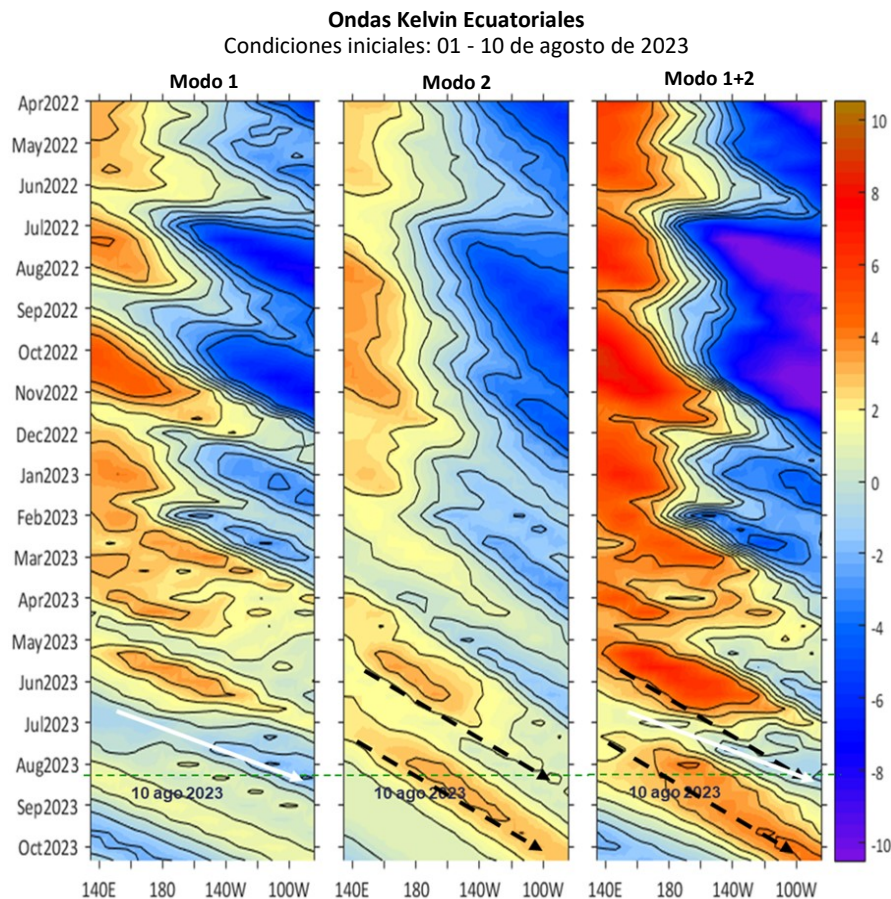 Ondas Kelvin Ecuatoriales
Condiciones iniciales: 01 - 10 de agosto de 2023
Modo 1 Modo 2 Modo 1+2
Apr2022
May2022
Jun2022
Jul2022
Aug2022
Sep2022
Oct2022
Nov2022
Dec2022
Jan2023
Feb2023
Mar2023
Apr2023
May2023
Jun2023
Jul2023
Aug2023
Sep2023
Oct2023
10 ago 2023 10 ago 2023 10 ago 2023
140E 180 140W 100W 140E 180 140W 100W 140E 180 140W 100W
10
8
6
4
2
0
-2
-4
-6
-8
-10